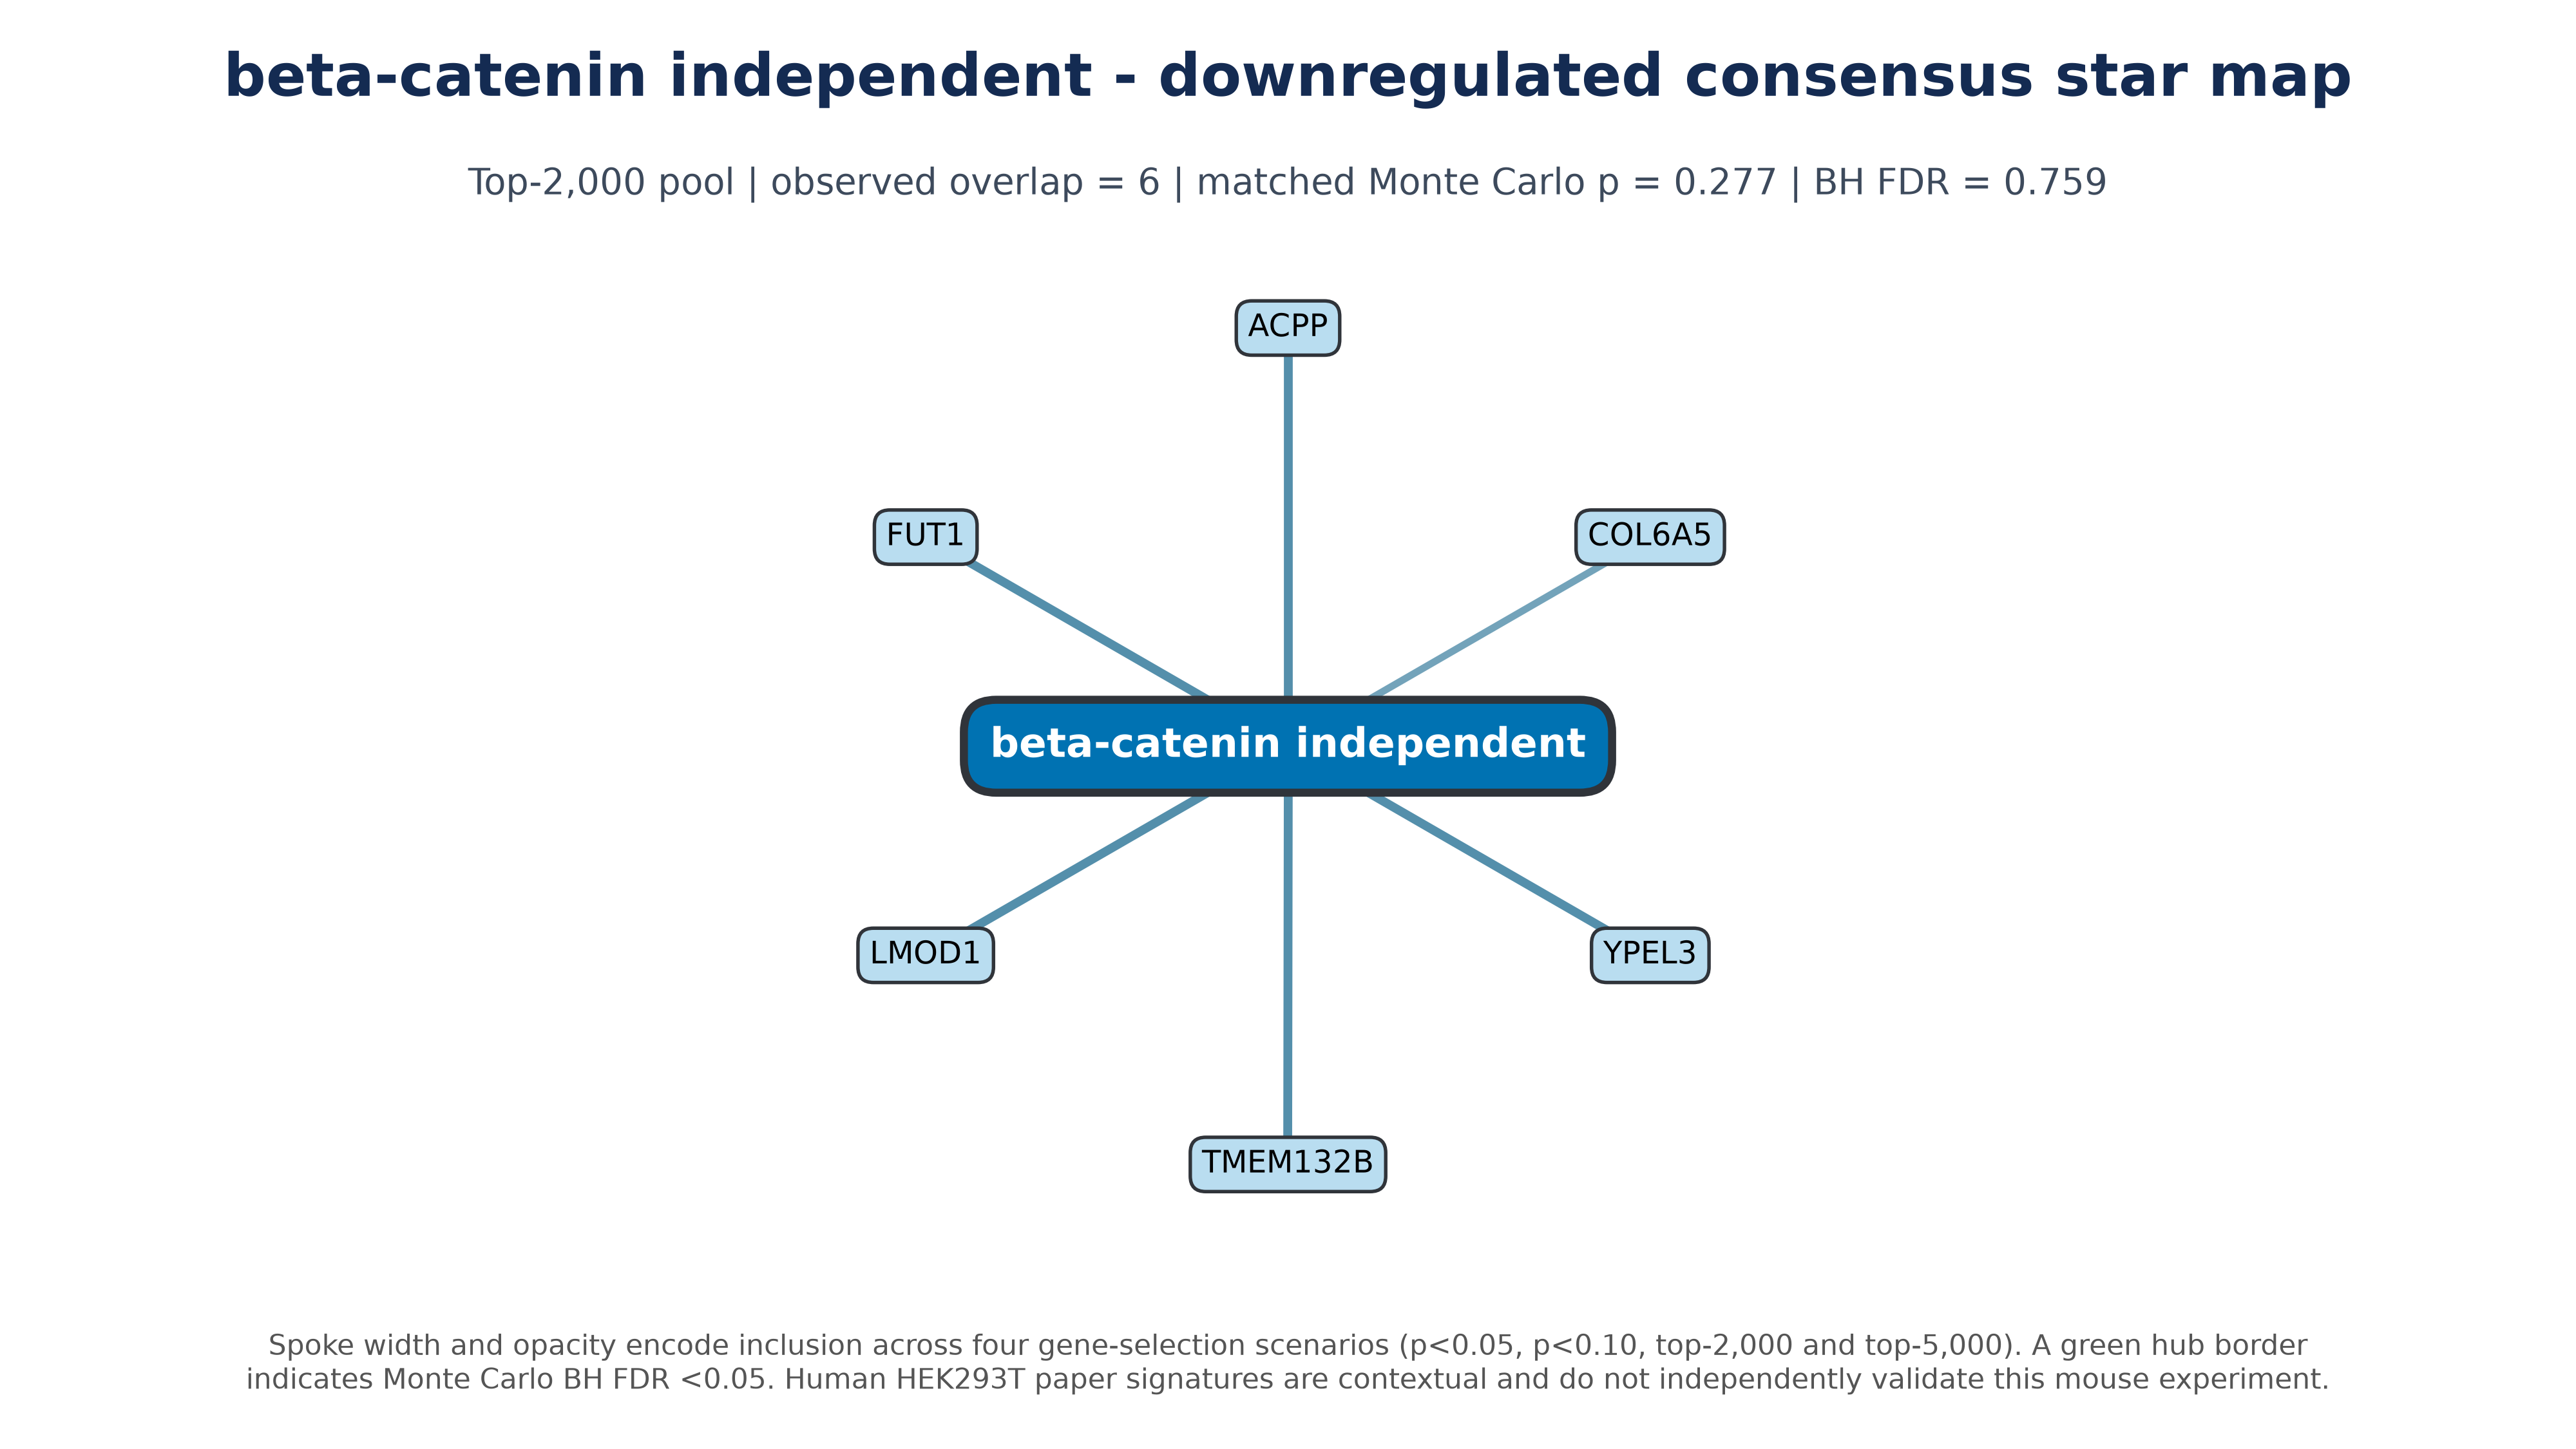 beta-catenin independent - downregulated consensus star map
Top-2,000 pool | observed overlap = 6 | matched Monte Carlo p = 0.277 | BH FDR = 0.759
ACPP
FUT1
COL6A5
beta-catenin independent
LMOD1
YPEL3
TMEM132B
Spoke width and opacity encode inclusion across four gene-selection scenarios (p<0.05, p<0.10, top-2,000 and top-5,000). A green hub border
indicates Monte Carlo BH FDR <0.05. Human HEK293T paper signatures are contextual and do not independently validate this mouse experiment.